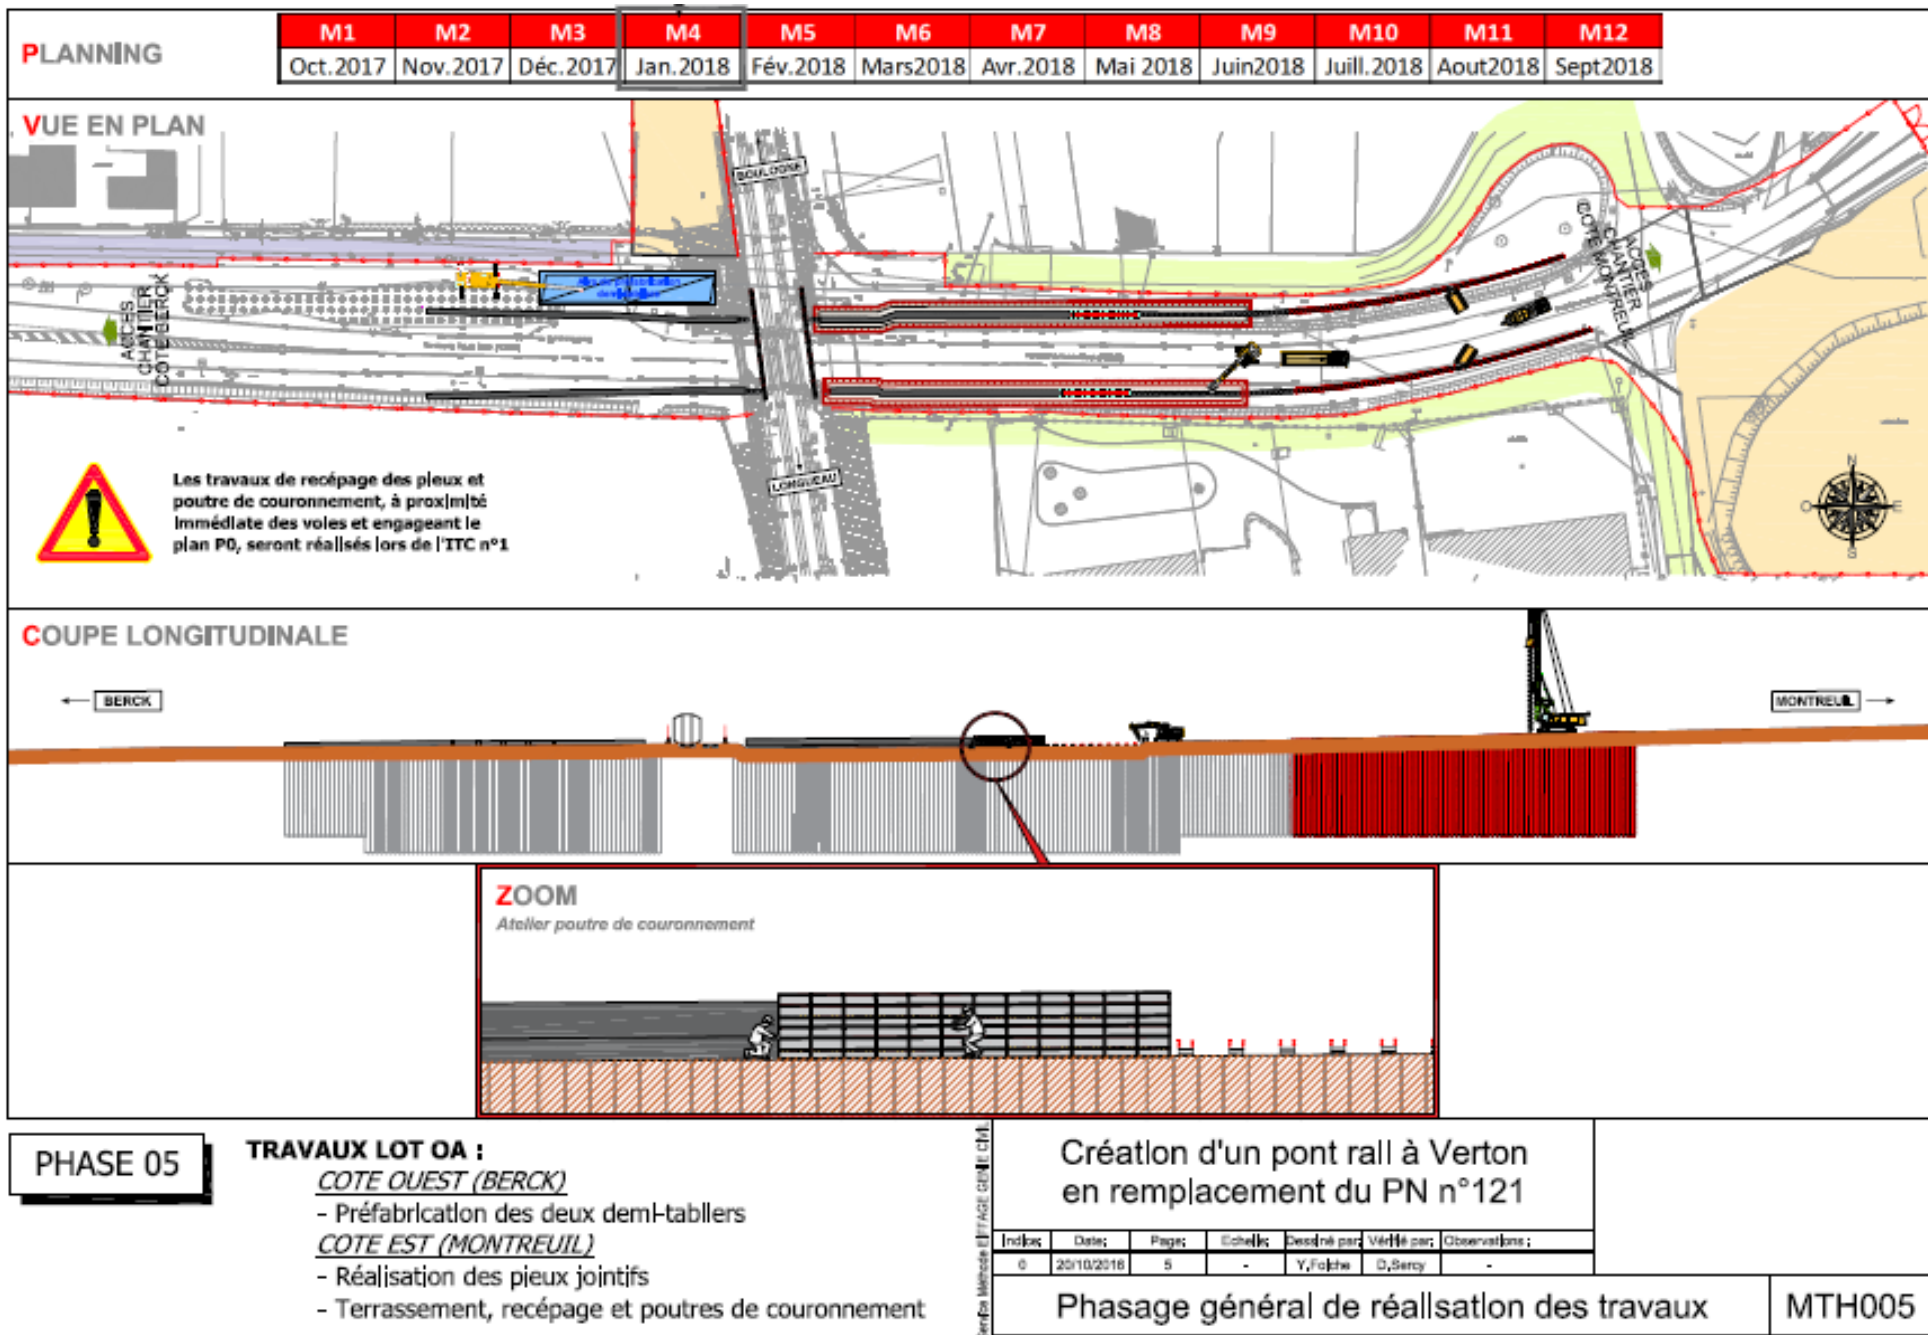 PLANNING
M1 M2 M3 M4 M5 M6 M7 M8 M9 M10 M11 M12
Oct.2017 Nov.2017 Déc.2017 Jan.2018 Fév.2018 Mars2018 Avr.2018 Mai 2018 Juin2018 Juill.2018 Aout2018 Sept2018
VUE EN PLAN
BOULOGNE
ACCES
CHANTIER
COTE BERCK
ACCES
CHANTIER
COTE MONTREUIL
LONGUEAU
N
O
E
S
Les travaux de recépage des pieux et
poutre de couronnement, à proximité
immédiate des voies et engageant le
plan P0, seront réalisés lors de l'ITC n°1
COUPE LONGITUDINALE
BERCK
MONTREUIL
ZOOM
Atelier poutre de couronnement
PHASE 05
TRAVAUX LOT OA :
COTE OUEST (BERCK)
- Préfabrication des deux demi-tabliers
COTE EST (MONTREUIL)
- Réalisation des pieux jointifs
- Terrassement, recépage et poutres de couronnement
Service Méthode EIFFAGE GENIE CIVIL
Création d'un pont rail à Verton
en remplacement du PN n°121
Indice: Date: Page: Echelle: Dessiné par: Vérifié par: Observations :
0 20/10/2016 5 - Y.Folche D.Sercy -
Phasage général de réalisation des travaux
MTH005